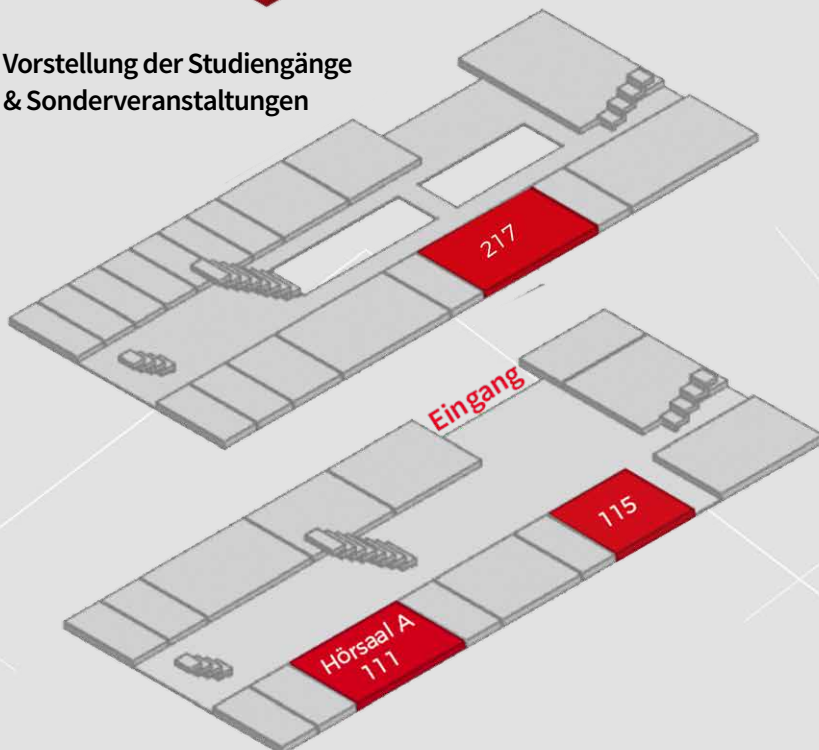 Vorstellung der Studiengänge
& Sonderveranstaltungen
217
Eingang
115
Hörsaal A
111